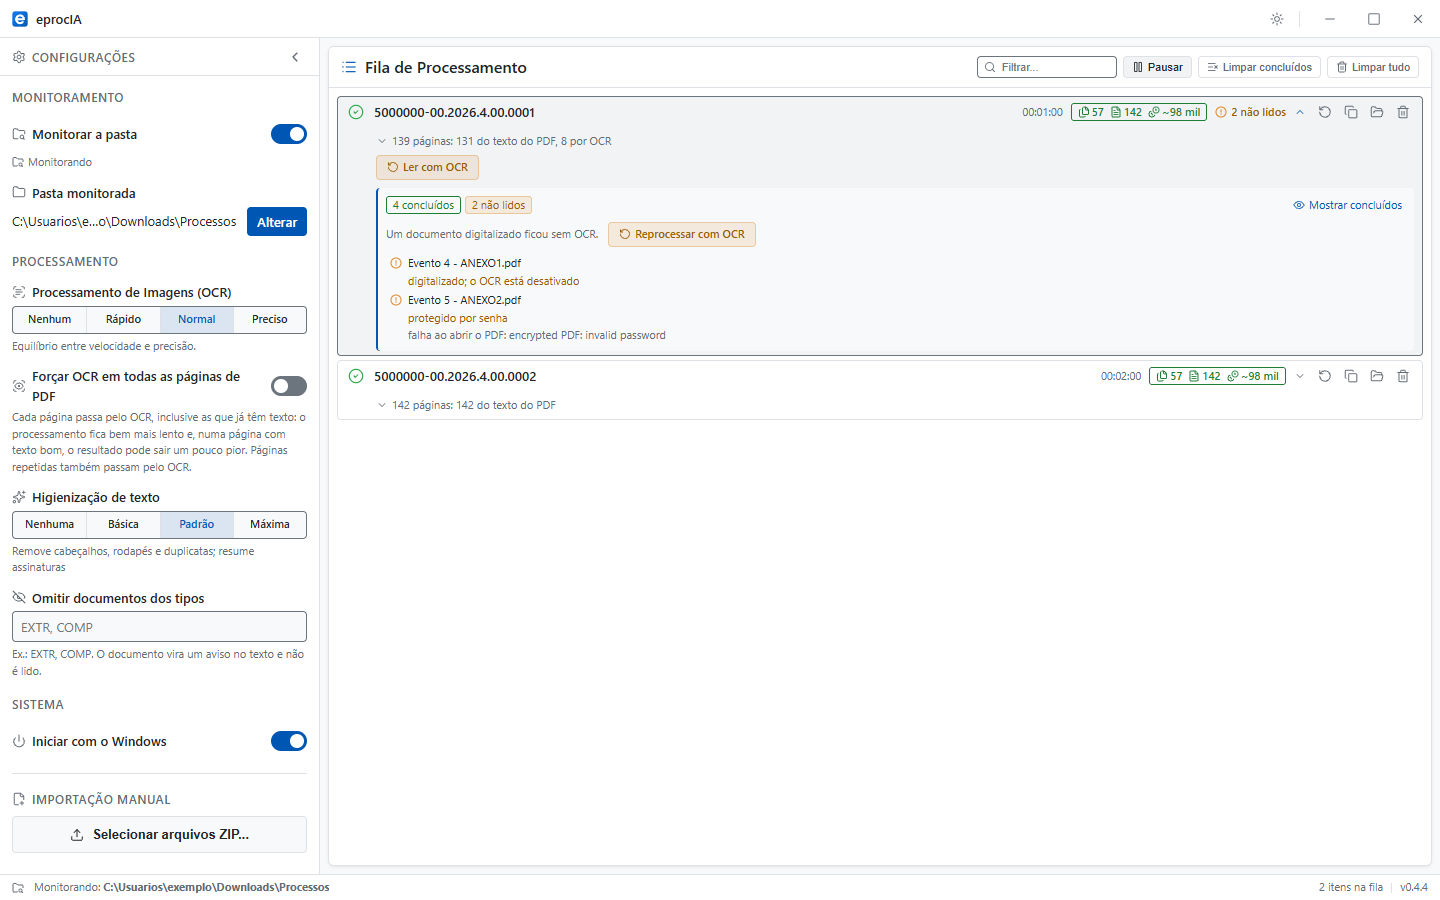 eprocIA
CONFIGURAÇÕES
MONITORAMENTO
Monitorar a pasta
Monitorando
Pasta monitorada
C:\Usuarios\e...o\Downloads\Processos
Alterar
PROCESSAMENTO
Processamento de Imagens (OCR)
Nenhum Rápido Normal Preciso
Equilíbrio entre velocidade e precisão.
Forçar OCR em todas as páginas de
PDF
Cada página passa pelo OCR, inclusive as que já têm texto: o
processamento fica bem mais lento e, numa página com
texto bom, o resultado pode sair um pouco pior. Páginas
repetidas também passam pelo OCR.
Higienização de texto
Nenhuma Básica Padrão Máxima
Remove cabeçalhos, rodapés e duplicatas; resume
assinaturas
Omitir documentos dos tipos
EXTR, COMP
Ex.: EXTR, COMP. O documento vira um aviso no texto e não
é lido.
SISTEMA
Iniciar com o Windows
IMPORTAÇÃO MANUAL
Selecionar arquivos ZIP...
Fila de Processamento
Filtrar...
Pausar
Limpar concluídos
Limpar tudo
5000000-00.2026.4.00.0001
00:01:00 57 142 ~98 mil 2 não lidos
139 páginas: 131 do texto do PDF, 8 por OCR
Ler com OCR
4 concluídos 2 não lidos
Mostrar concluídos
Um documento digitalizado ficou sem OCR.
Reprocessar com OCR
Evento 4 - ANEXO1.pdf
digitalizado; o OCR está desativado
Evento 5 - ANEXO2.pdf
protegido por senha
falha ao abrir o PDF: encrypted PDF: invalid password
5000000-00.2026.4.00.0002
00:02:00 57 142 ~98 mil
142 páginas: 142 do texto do PDF
Monitorando: C:\Usuarios\exemplo\Downloads\Processos
2 itens na fila
v0.4.4